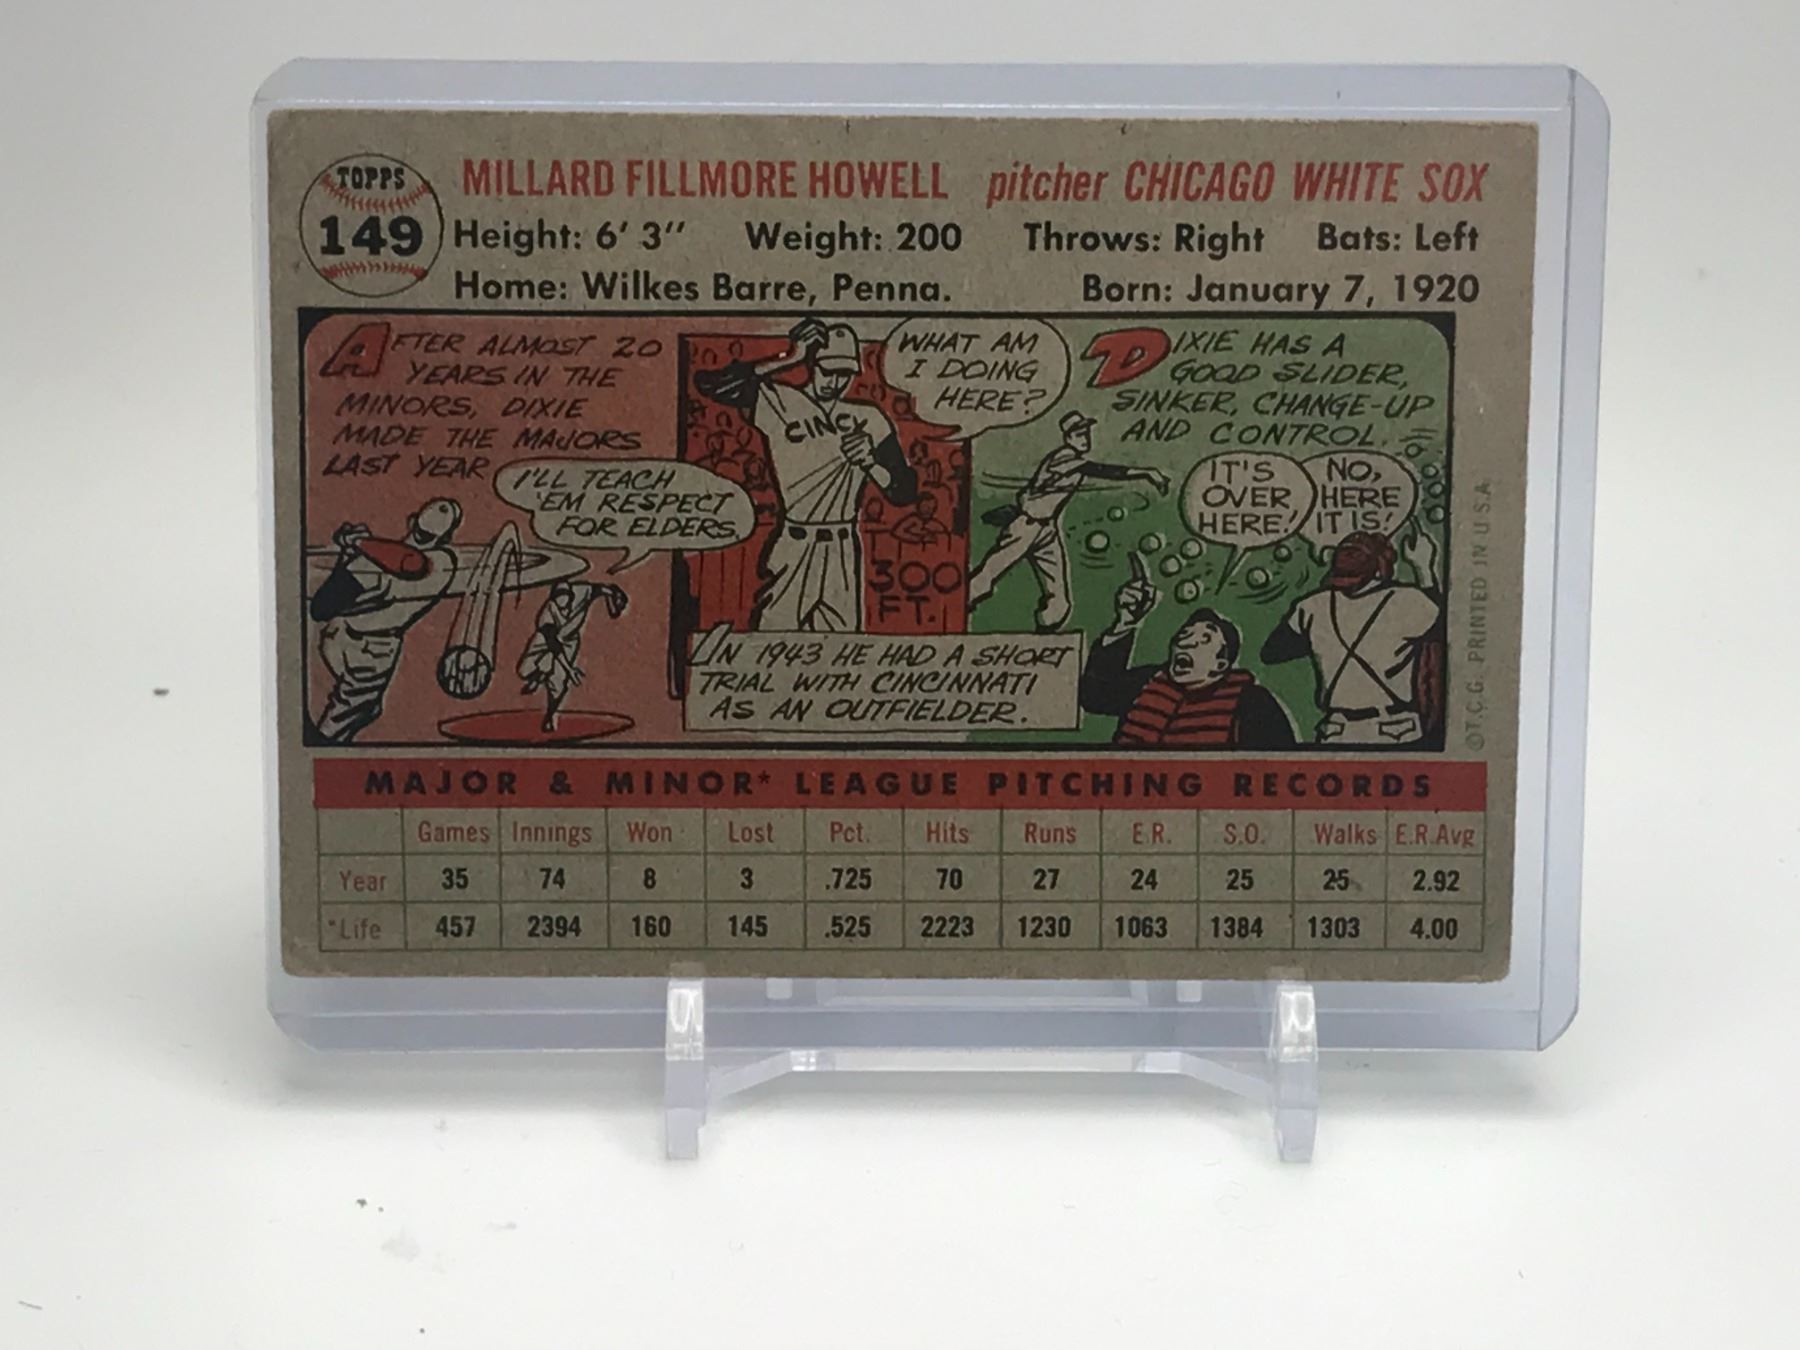 TOPPS
149
MILLARD FILLMORE HOWELL pitcher CHICAGO WHITE SOX
Height: 6' 3" Weight: 200 Throws: Right Bats: Left
Home: Wilkes Barre, Penna. Born: January 7, 1920
AFTER ALMOST 20
YEARS IN THE
MINORS, DIXIE
MADE THE MAJORS
LAST YEAR
I'LL TEACH
'EM RESPECT
FOR ELDERS.
WHAT AM
I DOING
HERE?
CINCY
300
FT.
IN 1943 HE HAD A SHORT
TRIAL WITH CINCINNATI
AS AN OUTFIELDER.
DIXIE HAS A
GOOD SLIDER,
SINKER, CHANGE-UP
AND CONTROL.
IT'S
OVER
HERE!
NO,
HERE
IT IS!
©T.C.G. PRINTED IN U.S.A.
MAJOR & MINOR* LEAGUE PITCHING RECORDS
Games Innings Won Lost Pct. Hits Runs E.R. S.O. Walks E.R.Avg
Year 35 74 8 3 .725 70 27 24 25 25 2.92
*Life 457 2394 160 145 .525 2223 1230 1063 1384 1303 4.00